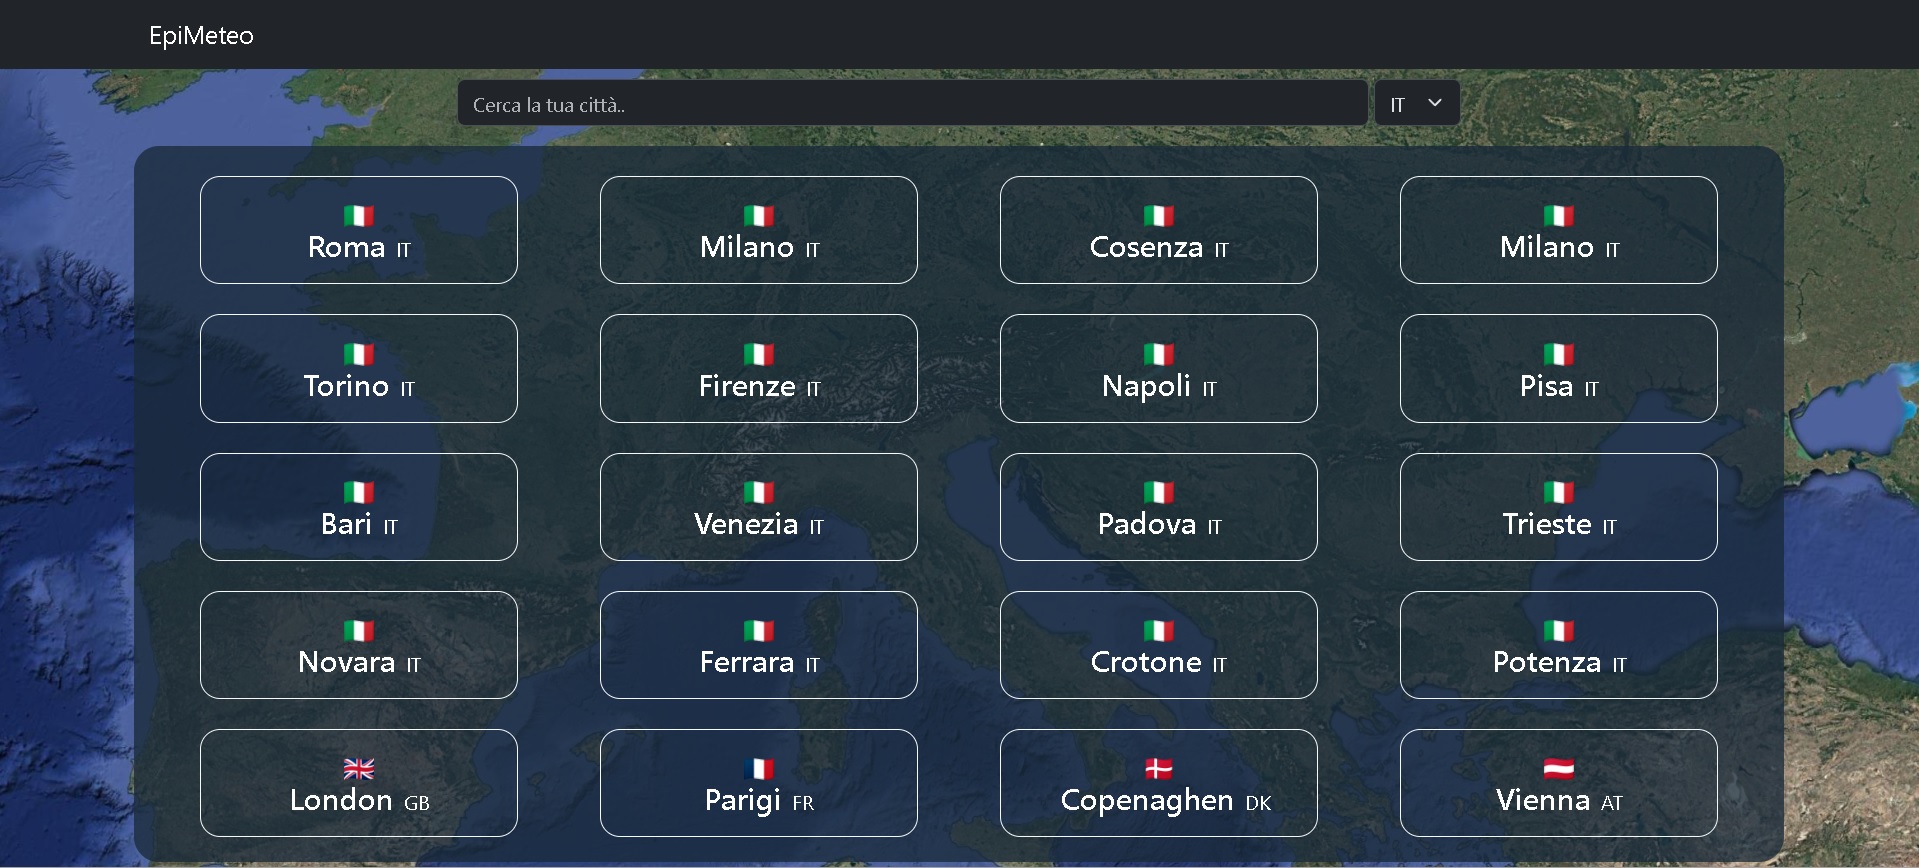 EpiMeteo
Cerca la tua città..
IT
Roma IT
Milano IT
Cosenza IT
Milano IT
Torino IT
Firenze IT
Napoli IT
Pisa IT
Bari IT
Venezia IT
Padova IT
Trieste IT
Novara IT
Ferrara IT
Crotone IT
Potenza IT
London GB
Parigi FR
Copenaghen DK
Vienna AT